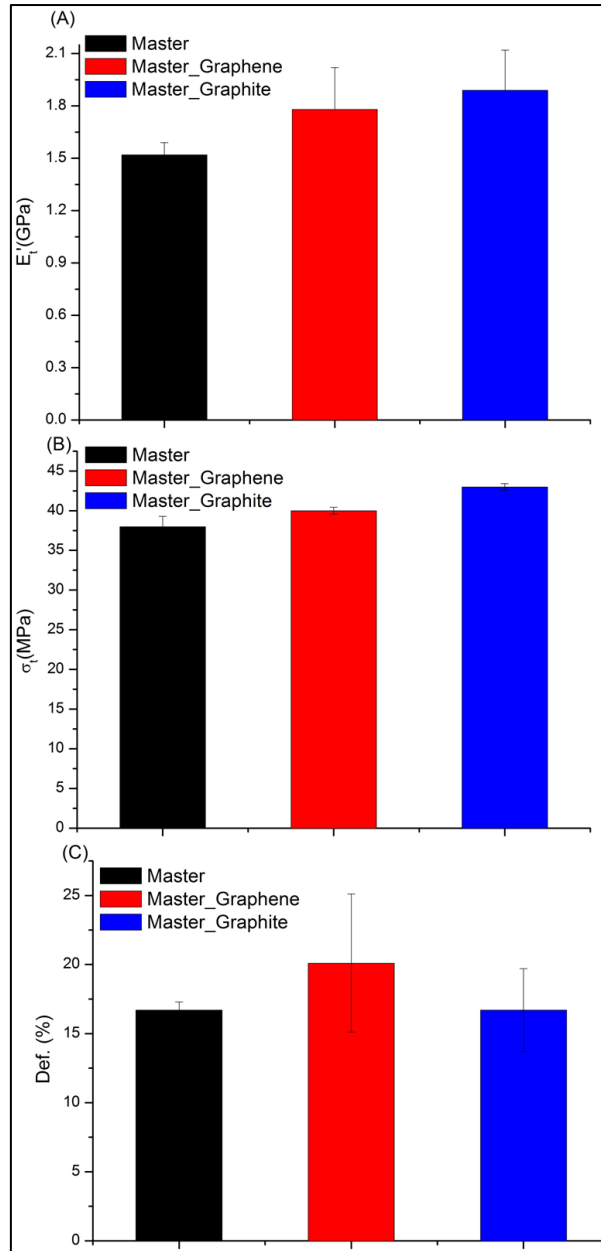 (A)
Master
Master_Graphene
Master_Graphite
2.1
1.8
1.5
1.2
0.9
0.6
0.3
0.0
E_t'(GPa)
(B)
Master
Master_Graphene
Master_Graphite
45
40
35
30
25
20
15
10
5
0
σ_t(MPa)
(C)
Master
Master_Graphene
Master_Graphite
25
20
15
10
5
0
Def. (%)